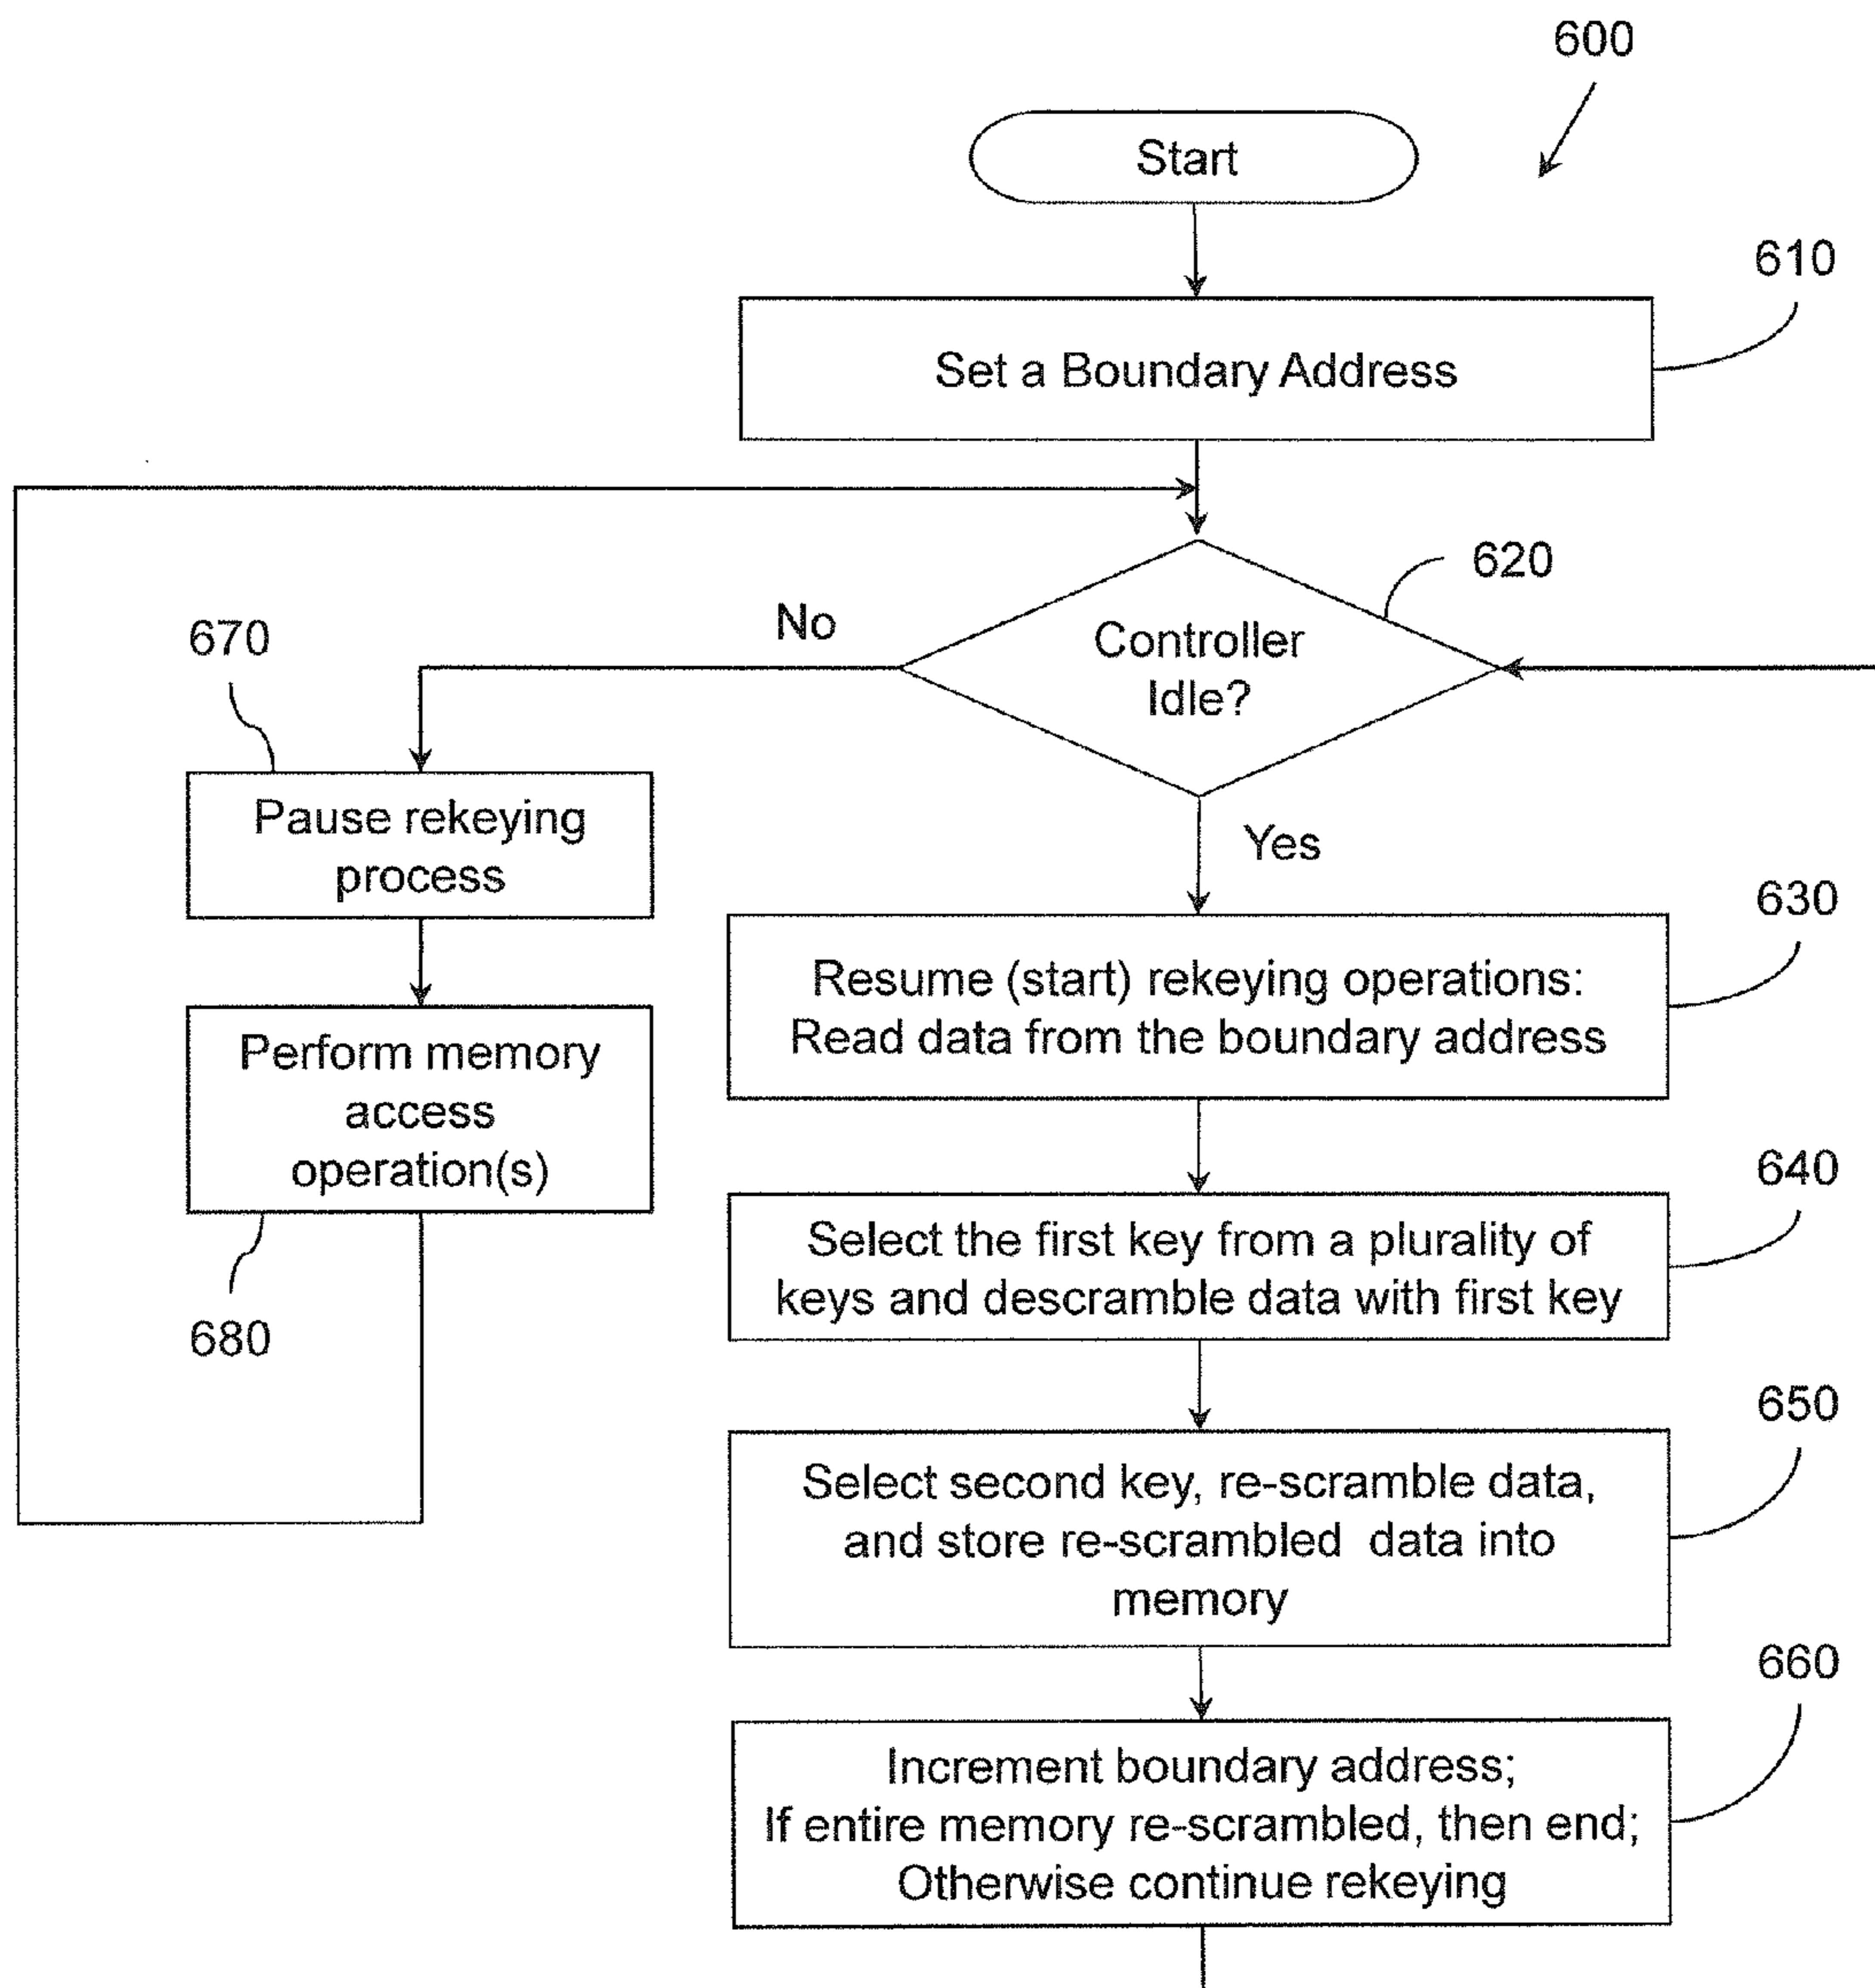 600
Start
610
Set a Boundary Address
620
Controller
Idle?
No
Yes
670
Pause rekeying
process
630
Resume (start) rekeying operations:
Read data from the boundary address
Perform memory
access
operation(s)
680
640
Select the first key from a plurality of
keys and descramble data with first key
650
Select second key, re-scramble data,
and store re-scrambled data into
memory
660
Increment boundary address;
If entire memory re-scrambled, then end;
Otherwise continue rekeying